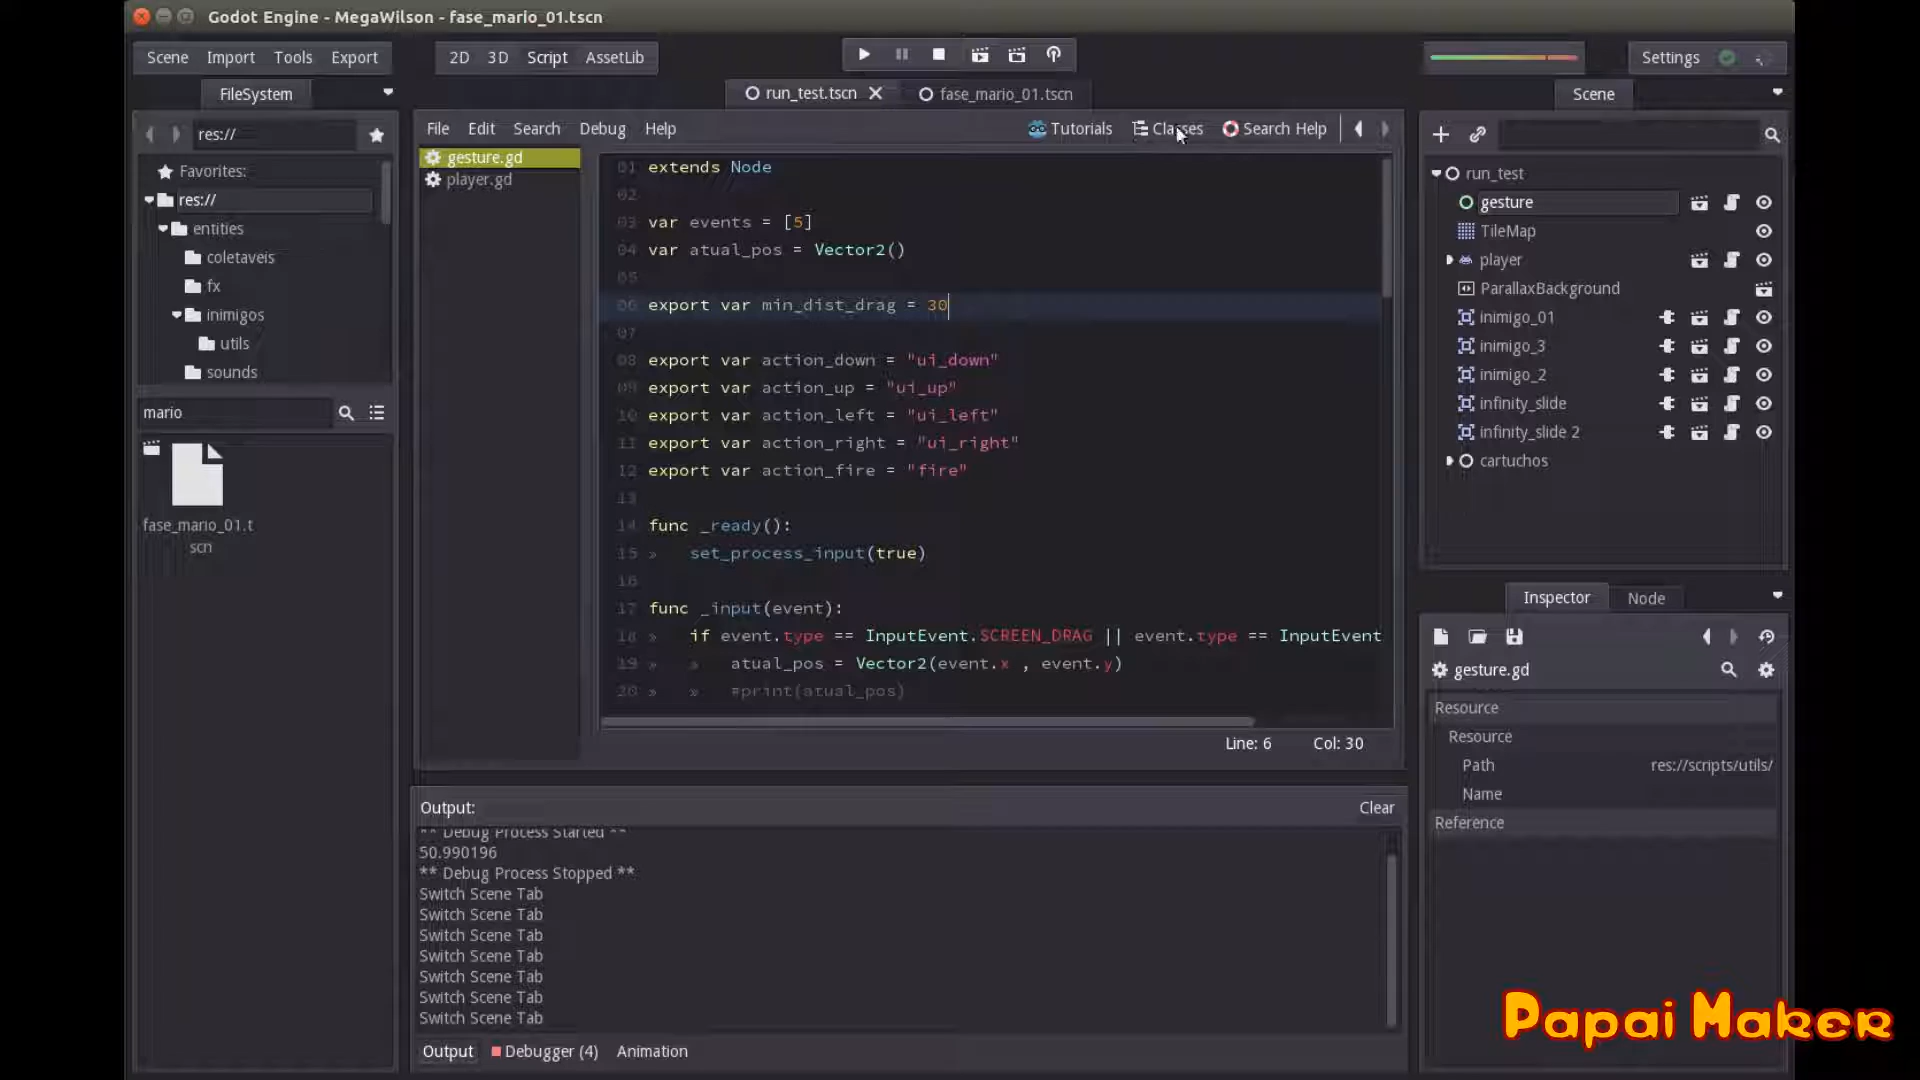 Godot Engine - MegaWilson - fase_mario_01.tscn
Scene Import Tools Export
2D 3D Script AssetLib
Settings
FileSystem
run_test.tscn
fase_mario_01.tscn
Scene
res://
Favorites:
res://
entities
coletaveis
fx
inimigos
utils
sounds
mario
fase_mario_01.t
scn
File Edit Search Debug Help
Tutorials Classes Search Help
gesture.gd
player.gd
01 extends Node
02
03 var events = [5]
04 var atual_pos = Vector2()
05
06 export var min_dist_drag = 30
07
08 export var action_down = "ui_down"
09 export var action_up = "ui_up"
10 export var action_left = "ui_left"
11 export var action_right = "ui_right"
12 export var action_fire = "fire"
13
14 func _ready():
15 » set_process_input(true)
16
17 func _input(event):
18 » if event.type == InputEvent.SCREEN_DRAG || event.type == InputEvent
19 » » atual_pos = Vector2(event.x , event.y)
20 » » #print(atual_pos)
Line: 6 Col: 30
Output: Clear
** Debug Process Started **
50.990196
** Debug Process Stopped **
Switch Scene Tab
Switch Scene Tab
Switch Scene Tab
Switch Scene Tab
Switch Scene Tab
Switch Scene Tab
Switch Scene Tab
Output Debugger (4) Animation
run_test
gesture
TileMap
player
ParallaxBackground
inimigo_01
inimigo_3
inimigo_2
infinity_slide
infinity_slide 2
cartuchos
Inspector Node
gesture.gd
Resource
Resource
Path res://scripts/utils/
Name
Reference
Papai Maker